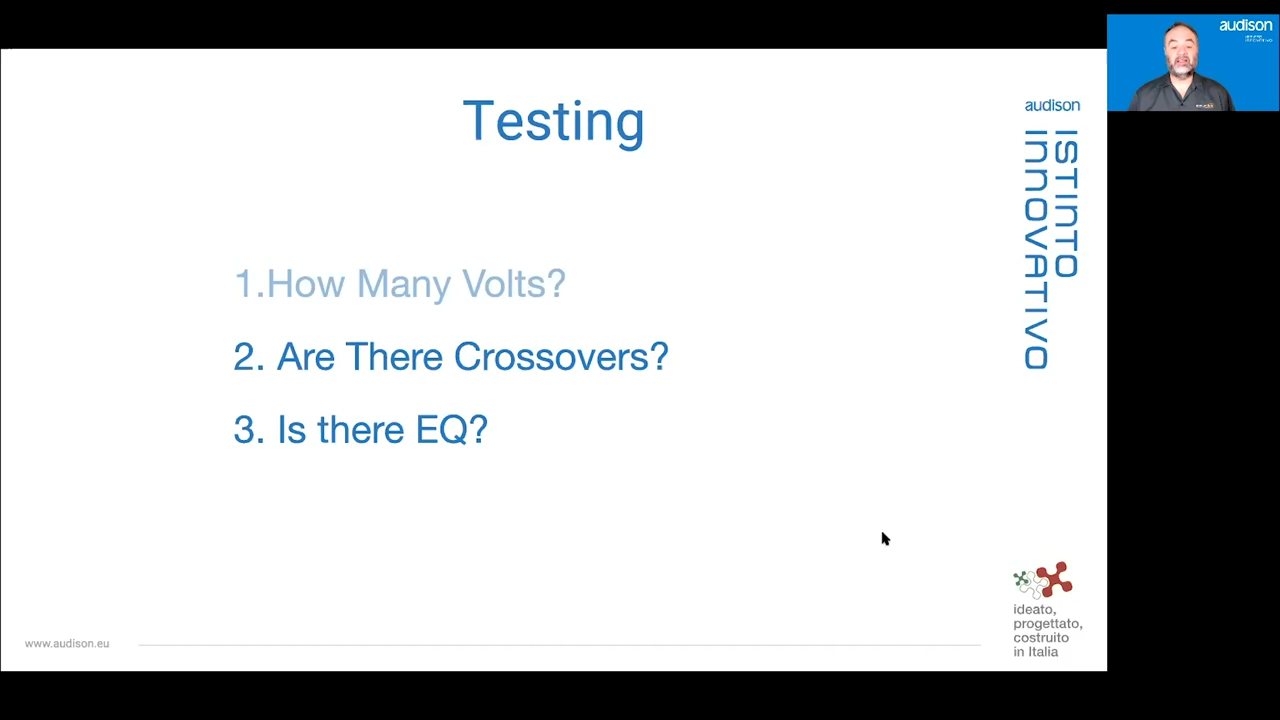 Testing
1.How Many Volts?
2. Are There Crossovers?
3. Is there EQ?
audison
ISTINTO
INNOVATIVO
ideato,
progettato,
costruito
in Italia
www.audison.eu
audison